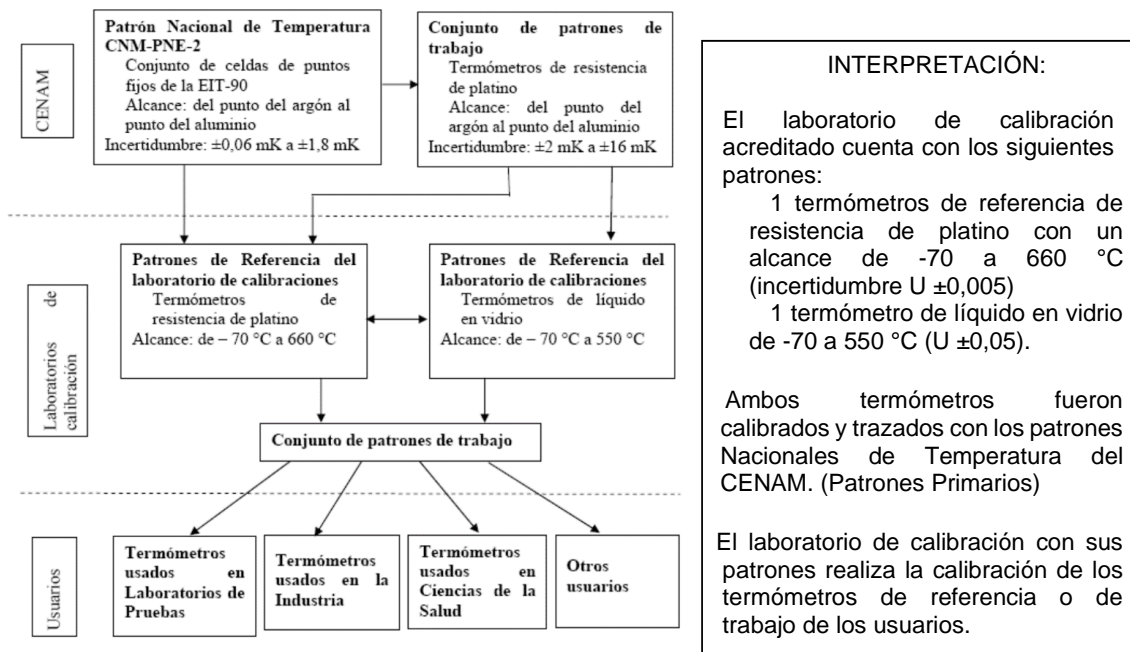 CENAM
Patrón Nacional de Temperatura
CNM-PNE-2
Conjunto de celdas de puntos
fijos de la EIT-90
Alcance: del punto del argón al
punto del aluminio
Incertidumbre: ±0,06 mK a ±1,8 mK
Conjunto de patrones de
trabajo
Termómetros de resistencia
de platino
Alcance: del punto del
argón al punto del aluminio
Incertidumbre: ±2 mK a ±16 mK
Laboratorios de
calibración
Patrones de Referencia del
laboratorio de calibraciones
Termómetros de
resistencia de platino
Alcance: de – 70 °C a 660 °C
Patrones de Referencia del
laboratorio de calibraciones
Termómetros de líquido
en vidrio
Alcance: de – 70 °C a 550 °C
Conjunto de patrones de trabajo
Usuarios
Termómetros
usados en
Laboratorios de
Pruebas
Termómetros
usados en la
Industria
Termómetros
usados en
Ciencias de la
Salud
Otros
usuarios
INTERPRETACIÓN:
El laboratorio de calibración
acreditado cuenta con los siguientes
patrones:
1 termómetros de referencia de
resistencia de platino con un
alcance de -70 a 660 °C
(incertidumbre U ±0,005)
1 termómetro de líquido en vidrio
de -70 a 550 °C (U ±0,05).
Ambos termómetros fueron
calibrados y trazados con los patrones
Nacionales de Temperatura del
CENAM. (Patrones Primarios)
El laboratorio de calibración con sus
patrones realiza la calibración de los
termómetros de referencia o de
trabajo de los usuarios.